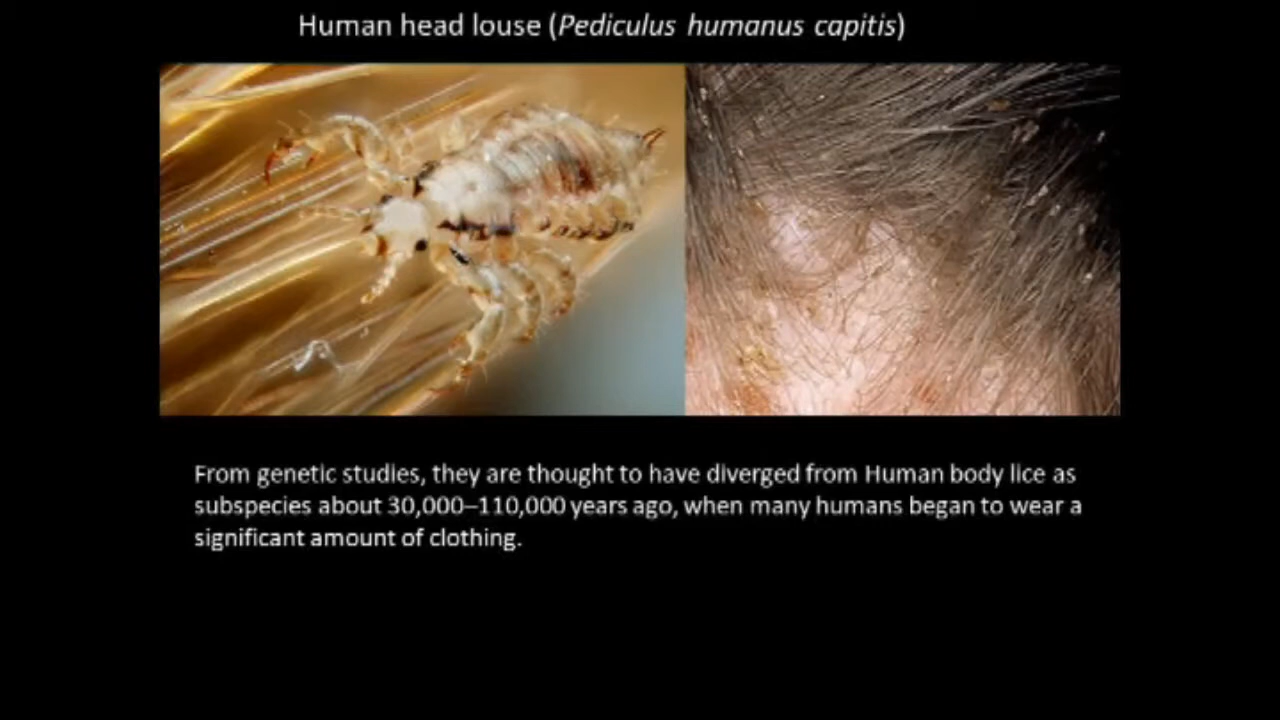 Human head louse (Pediculus humanus capitis)
From genetic studies, they are thought to have diverged from Human body lice as
subspecies about 30,000–110,000 years ago, when many humans began to wear a
significant amount of clothing.